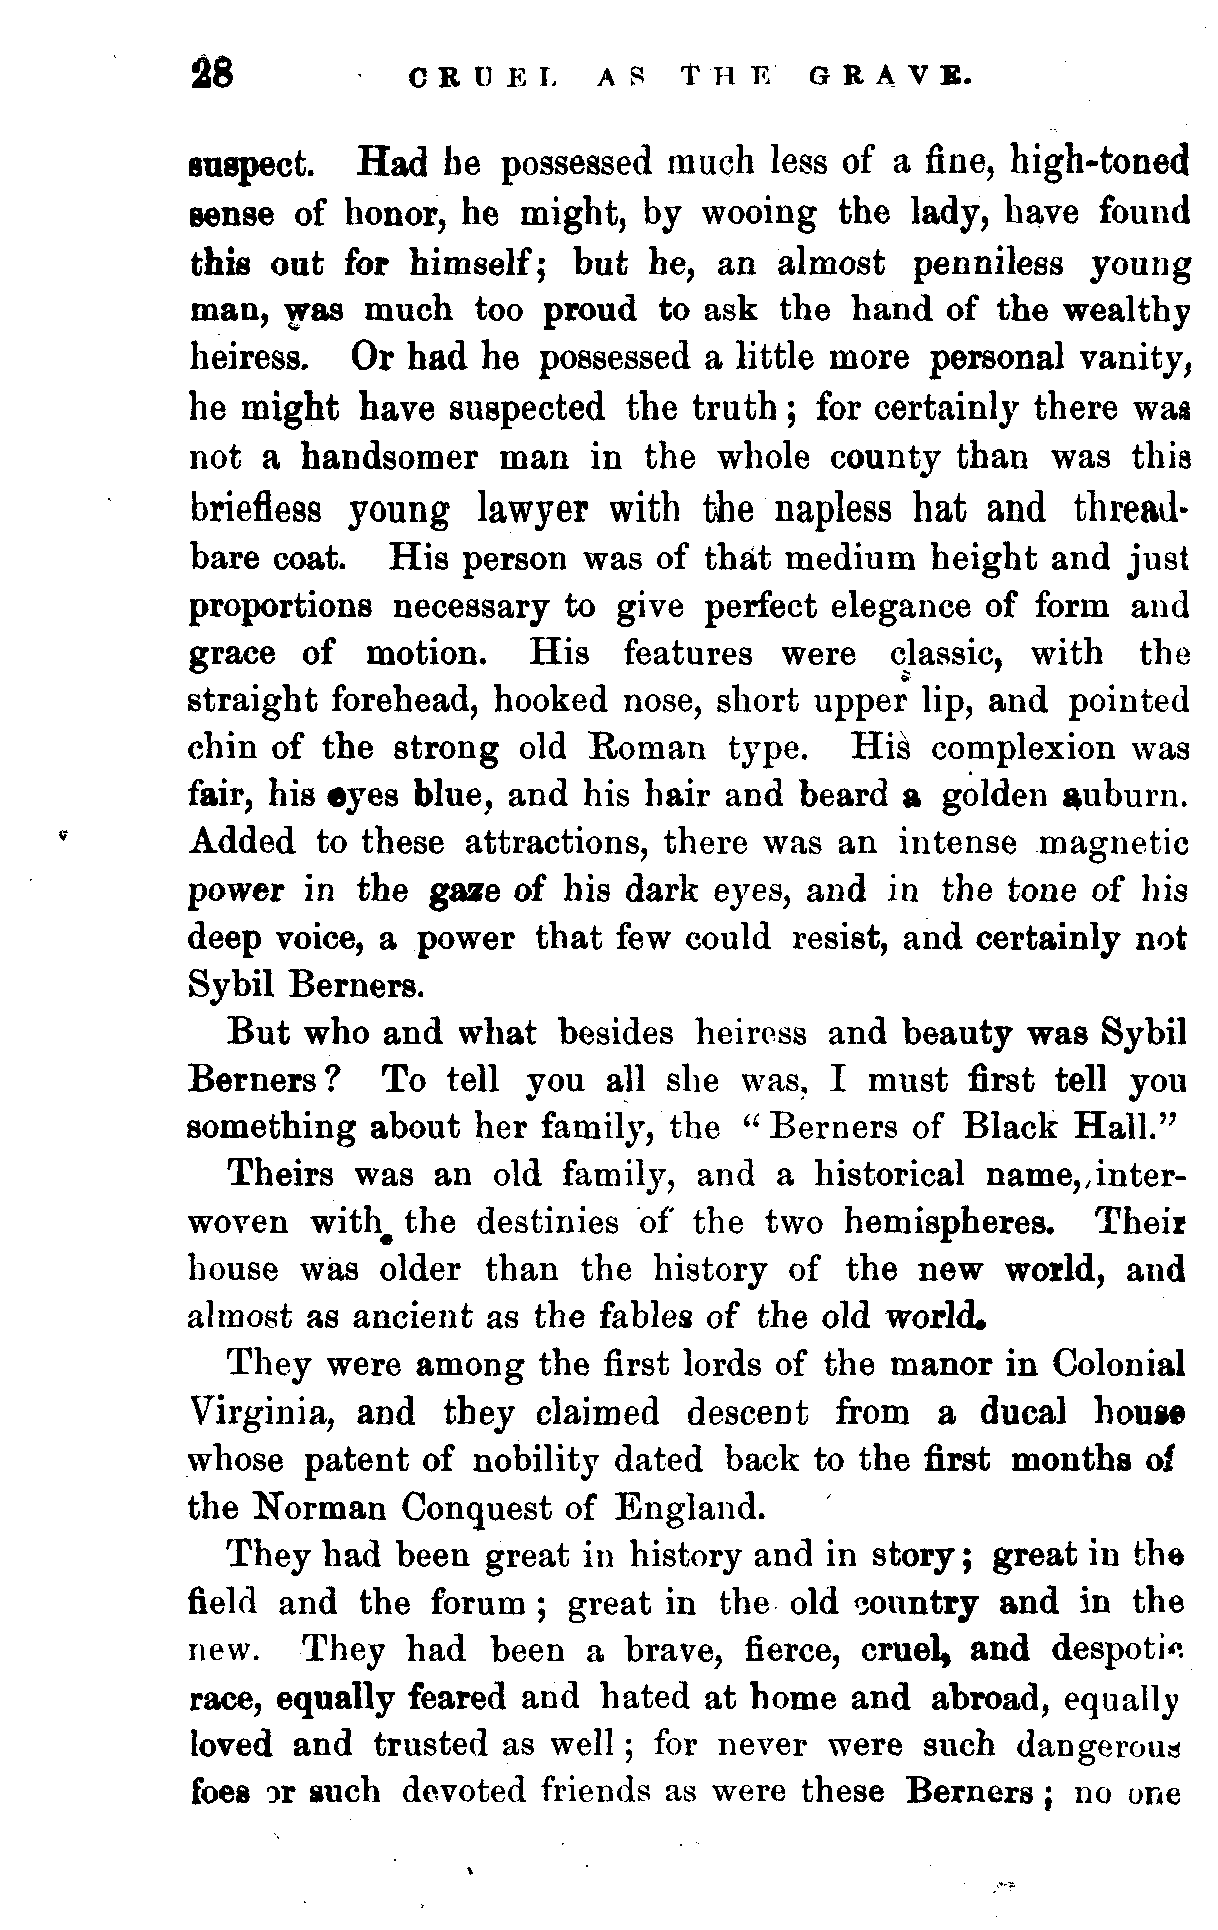 28 CRUEL AS THE GRAVE.
suspect. Had he possessed much less of a fine, high-toned
sense of honor, he might, by wooing the lady, have found
this out for himself; but he, an almost penniless young
man, was much too proud to ask the hand of the wealthy
heiress. Or had he possessed a little more personal vanity,
he might have suspected the truth; for certainly there was
not a handsomer man in the whole county than was this
briefless young lawyer with the napless hat and thread-
bare coat. His person was of that medium height and just
proportions necessary to give perfect elegance of form and
grace of motion. His features were classic, with the
straight forehead, hooked nose, short upper lip, and pointed
chin of the strong old Roman type. His complexion was
fair, his eyes blue, and his hair and beard a golden auburn.
Added to these attractions, there was an intense magnetic
power in the gaze of his dark eyes, and in the tone of his
deep voice, a power that few could resist, and certainly not
Sybil Berners.
But who and what besides heiress and beauty was Sybil
Berners? To tell you all she was, I must first tell you
something about her family, the "Berners of Black Hall."
Theirs was an old family, and a historical name, inter-
woven with the destinies of the two hemispheres. Their
house was older than the history of the new world, and
almost as ancient as the fables of the old world.
They were among the first lords of the manor in Colonial
Virginia, and they claimed descent from a ducal house
whose patent of nobility dated back to the first months of
the Norman Conquest of England.
They had been great in history and in story; great in the
field and the forum; great in the old country and in the
new. They had been a brave, fierce, cruel, and despotic
race, equally feared and hated at home and abroad, equally
loved and trusted as well; for never were such dangerous
foes or such devoted friends as were these Berners; no one